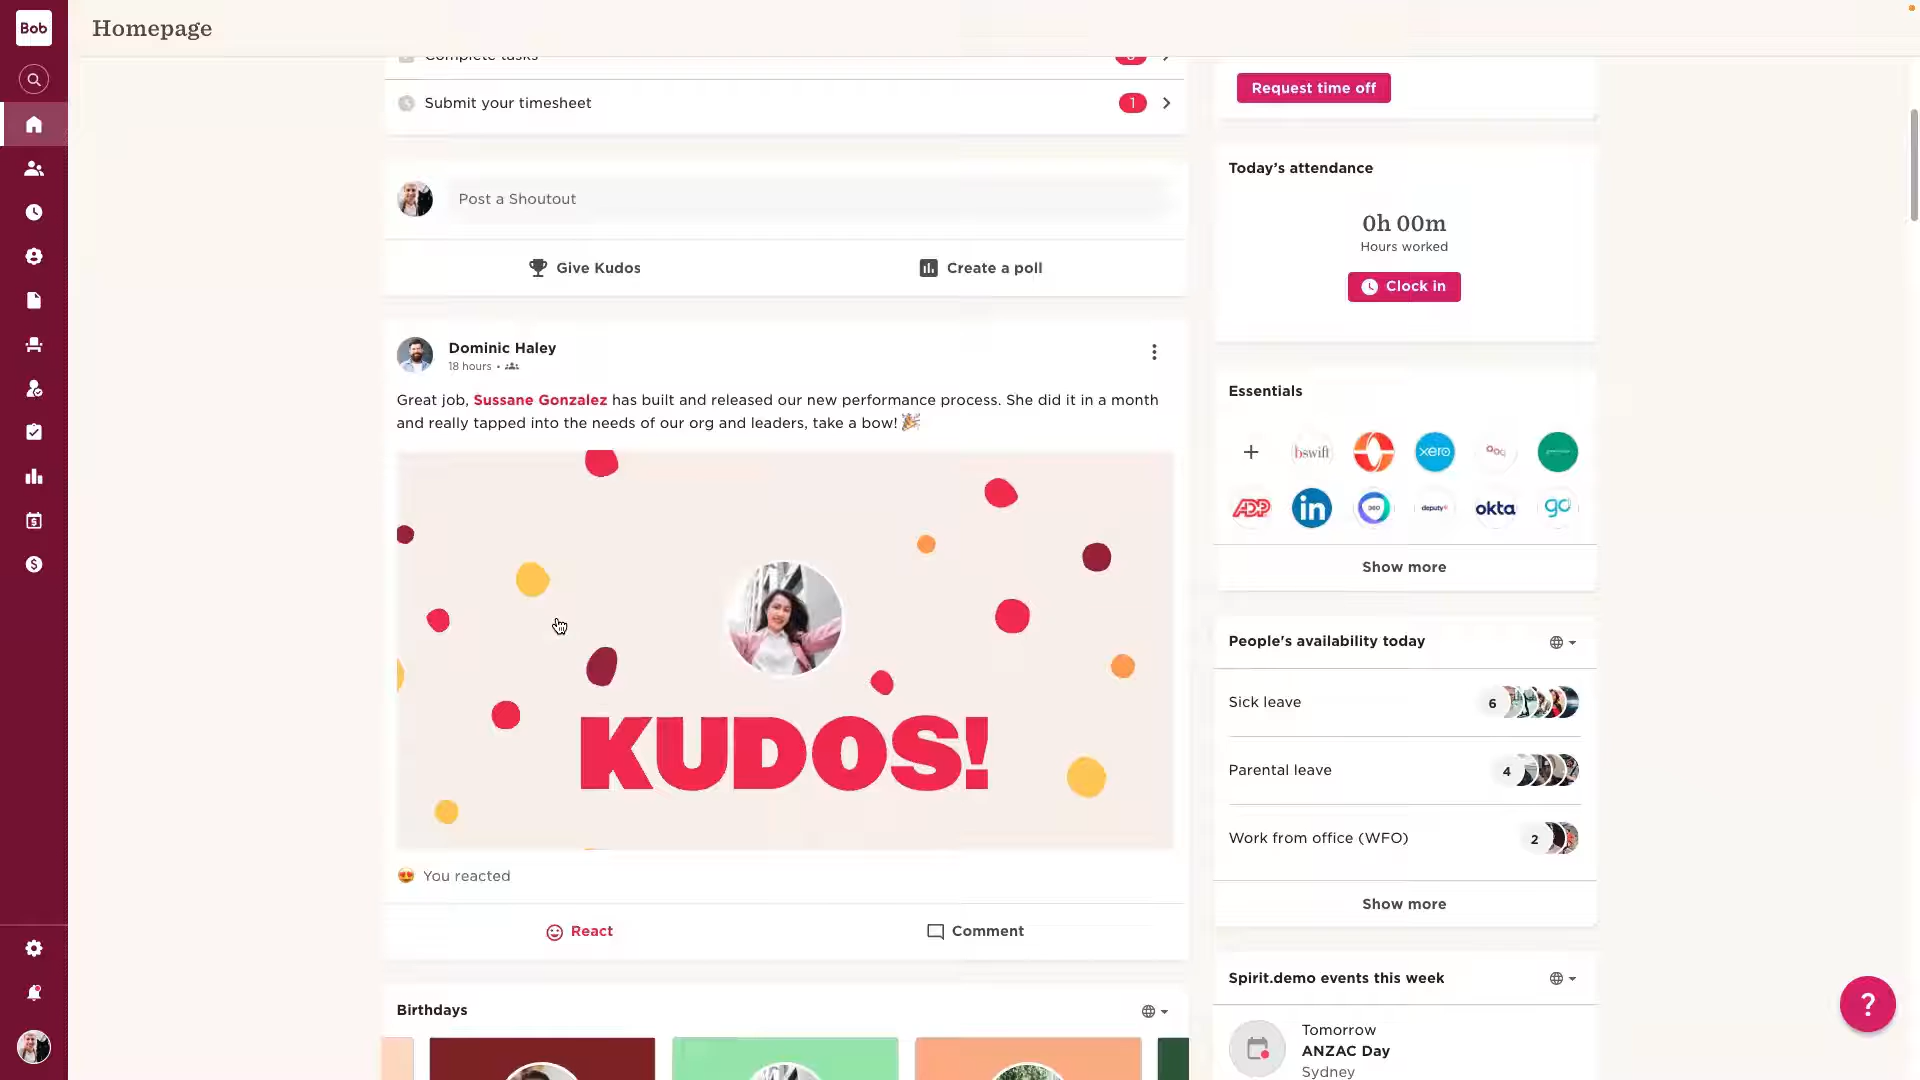 Bob
Homepage
Complete tasks
Submit your timesheet
1
Post a Shoutout
Give Kudos
Create a poll
Dominic Haley
18 hours •
Great job, Sussane Gonzalez has built and released our new performance process. She did it in a month
and really tapped into the needs of our org and leaders, take a bow! 🎉
KUDOS!
😍 You reacted
React
Comment
Birthdays
Request time off
Today's attendance
0h 00m
Hours worked
Clock in
Essentials
+
bswift
xero
ADP
in
360
deputy
okta
go
Show more
People's availability today
Sick leave
6
Parental leave
4
Work from office (WFO)
2
Show more
Spirit.demo events this week
Tomorrow
ANZAC Day
Sydney
?